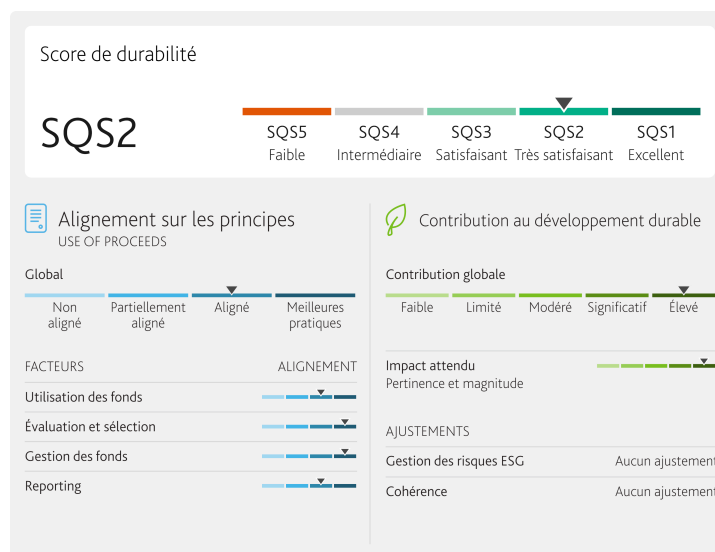 Score de durabilité
SQS2
SQS5
SQS4
SQS3
SQS2
SQS1
Faible
Intermédiaire
Satisfaisant
Très satisfaisant
Excellent
Alignement sur les principes
USE OF PROCEEDS
Global
Non
aligné
Partiellement
aligné
Aligné
Meilleures
pratiques
FACTEURS
ALIGNEMENT
Utilisation des fonds
Évaluation et sélection
Gestion des fonds
Reporting
Contribution au développement durable
Contribution globale
Faible
Limité
Modéré
Significatif
Élevé
Impact attendu
Pertinence et magnitude
AJUSTEMENTS
Gestion des risques ESG
Aucun ajustement
Cohérence
Aucun ajustement